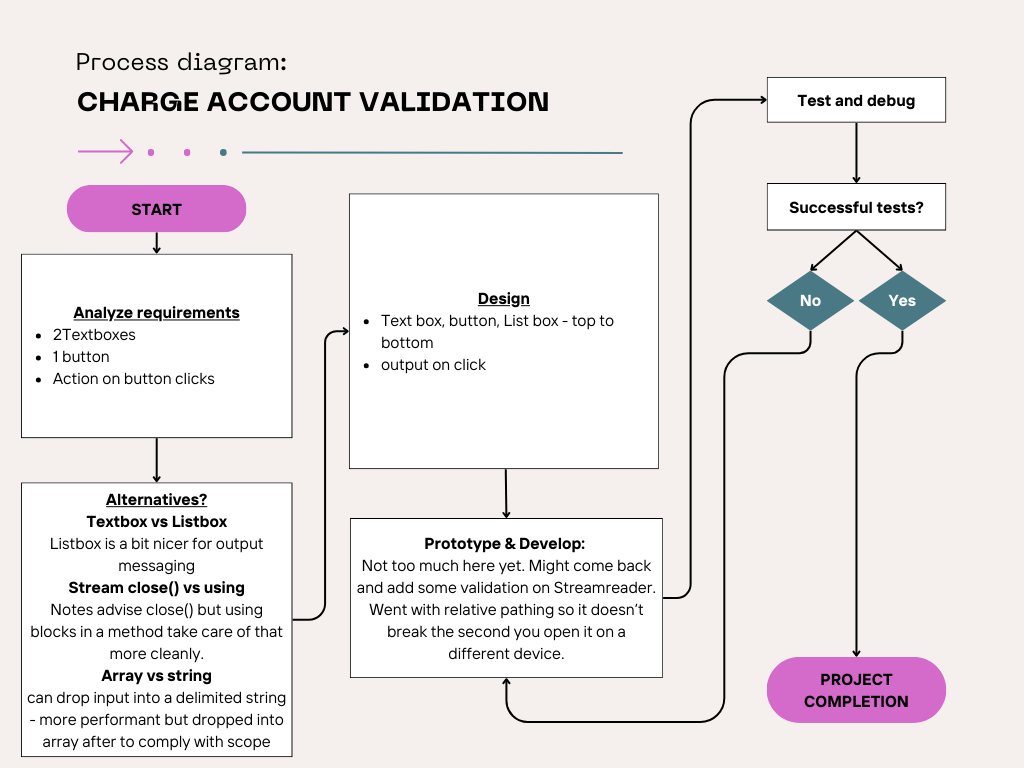 Process diagram:
CHARGE ACCOUNT VALIDATION
START
Analyze requirements
• 2Textboxes
• 1 button
• Action on button clicks
Alternatives?
Textbox vs Listbox
Listbox is a bit nicer for output
messaging
Stream close() vs using
Notes advise close() but using
blocks in a method take care of that
more cleanly.
Array vs string
can drop input into a delimited string
- more performant but dropped into
array after to comply with scope
Design
• Text box, button, List box - top to
bottom
• output on click
Prototype & Develop:
Not too much here yet. Might come back
and add some validation on Streamreader.
Went with relative pathing so it doesn't
break the second you open it on a
different device.
Test and debug
Successful tests?
No
Yes
PROJECT
COMPLETION